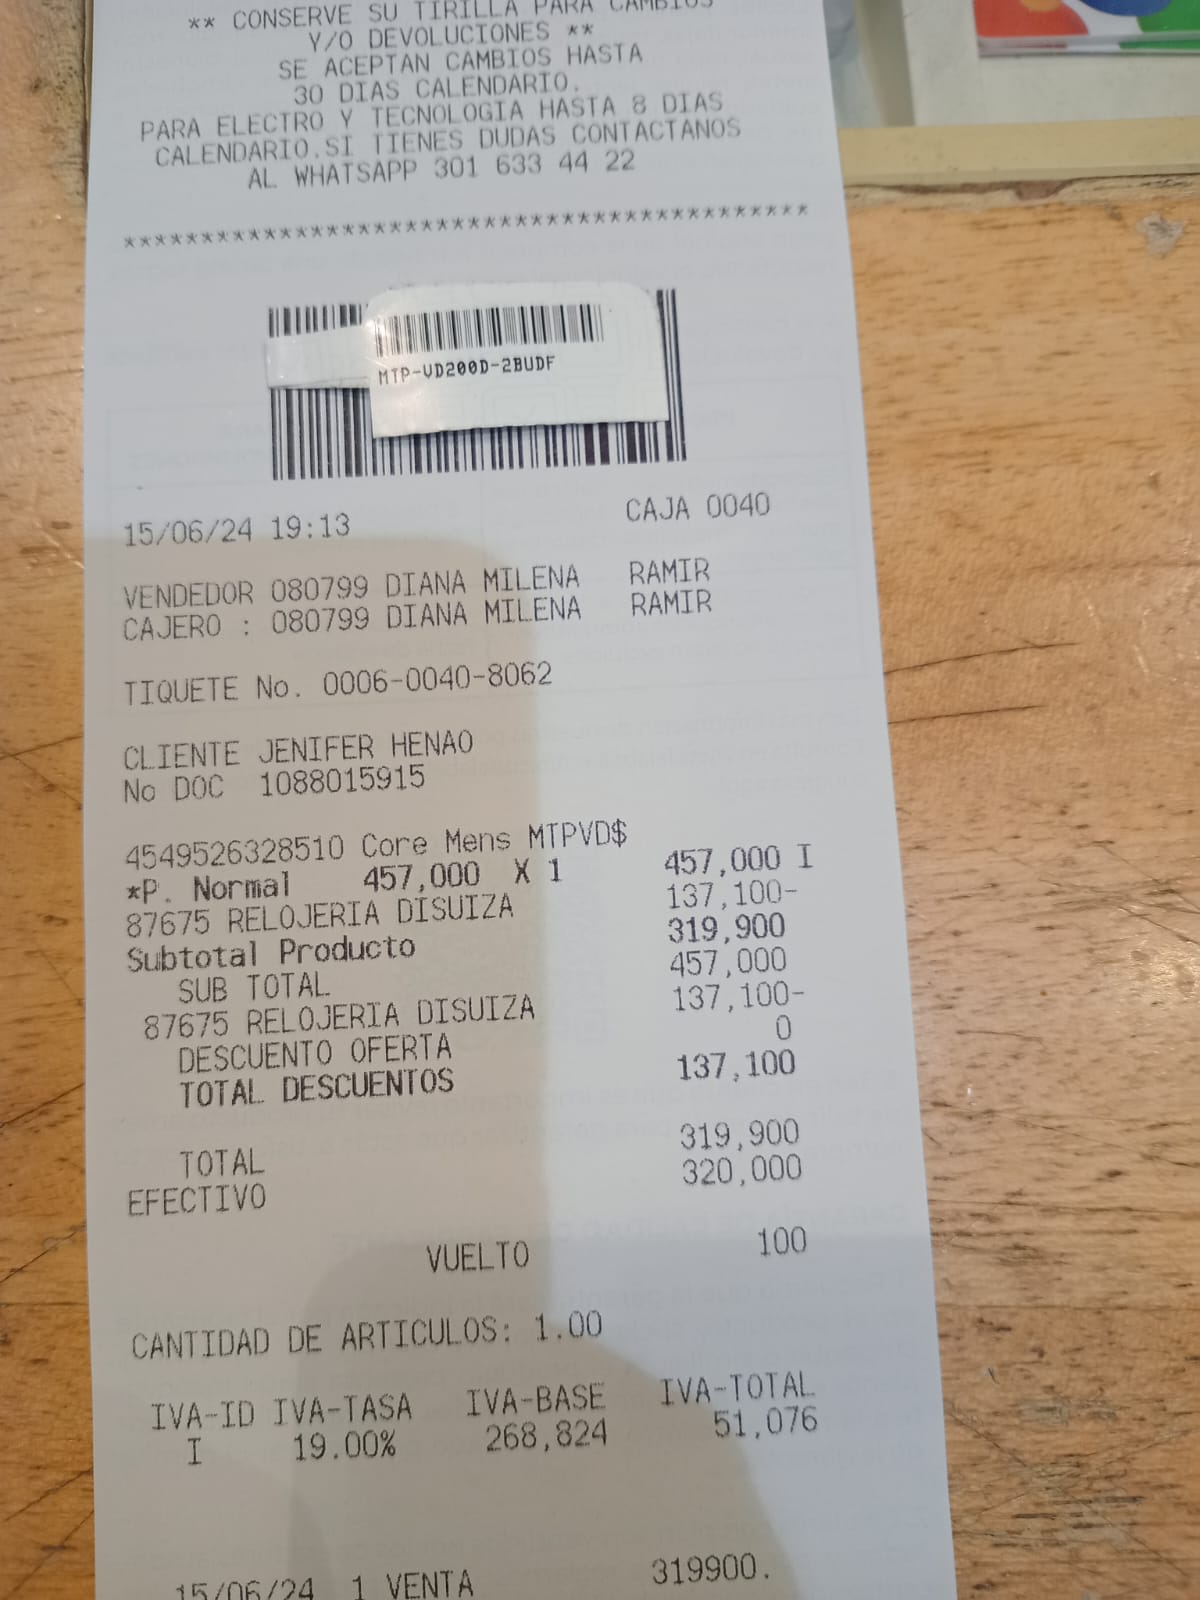 ** CONSERVE SU TIRILLA PARA CAMBIOS
Y/O DEVOLUCIONES **
SE ACEPTAN CAMBIOS HASTA
30 DIAS CALENDARIO.
PARA ELECTRO Y TECNOLOGIA HASTA 8 DIAS
CALENDARIO.SI TIENES DUDAS CONTACTANOS
AL WHATSAPP 301 633 44 22
********************************************
MTP-VD200D-2BUDF
15/06/24 19:13 CAJA 0040
VENDEDOR 080799 DIANA MILENA RAMIR
CAJERO : 080799 DIANA MILENA RAMIR
TIQUETE No. 0006-0040-8062
CLIENTE JENIFER HENAO
No DOC 1088015915
4549526328510 Core Mens MTPVD$
*P. Normal 457,000 X 1 457,000 I
87675 RELOJERIA DISUIZA 137,100-
Subtotal Producto 319,900
SUB TOTAL 457,000
87675 RELOJERIA DISUIZA 137,100-
DESCUENTO OFERTA 0
TOTAL DESCUENTOS 137,100
TOTAL 319,900
EFECTIVO 320,000
VUELTO 100
CANTIDAD DE ARTICULOS: 1.00
IVA-ID IVA-TASA IVA-BASE IVA-TOTAL
I 19.00% 268,824 51,076
15/06/24 1 VENTA 319900.